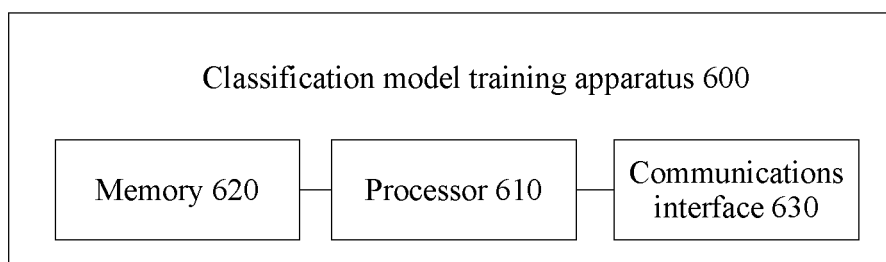 Classification model training apparatus 600
Memory 620
Processor 610
Communications
interface 630